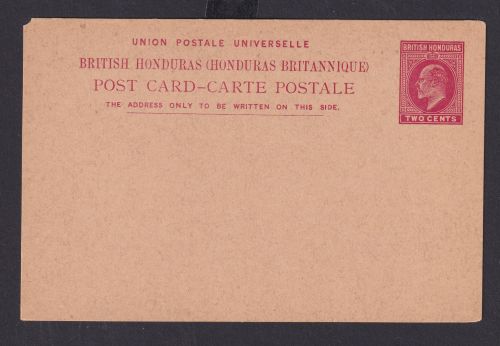 UNION POSTALE UNIVERSELLE
BRITISH HONDURAS (HONDURAS BRITANNIQUE)
POST CARD–CARTE POSTALE
THE ADDRESS ONLY TO BE WRITTEN ON THIS SIDE.
BRITISH HONDURAS
TWO CENTS